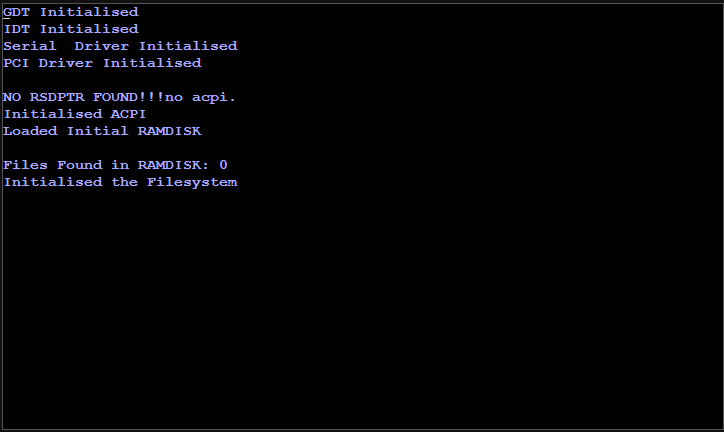 GDT Initialised
IDT Initialised
Serial  Driver Initialised
PCI Driver Initialised
NO RSDPTR FOUND!!!no acpi.
Initialised ACPI
Loaded Initial RAMDISK
Files Found in RAMDISK: 0
Initialised the Filesystem